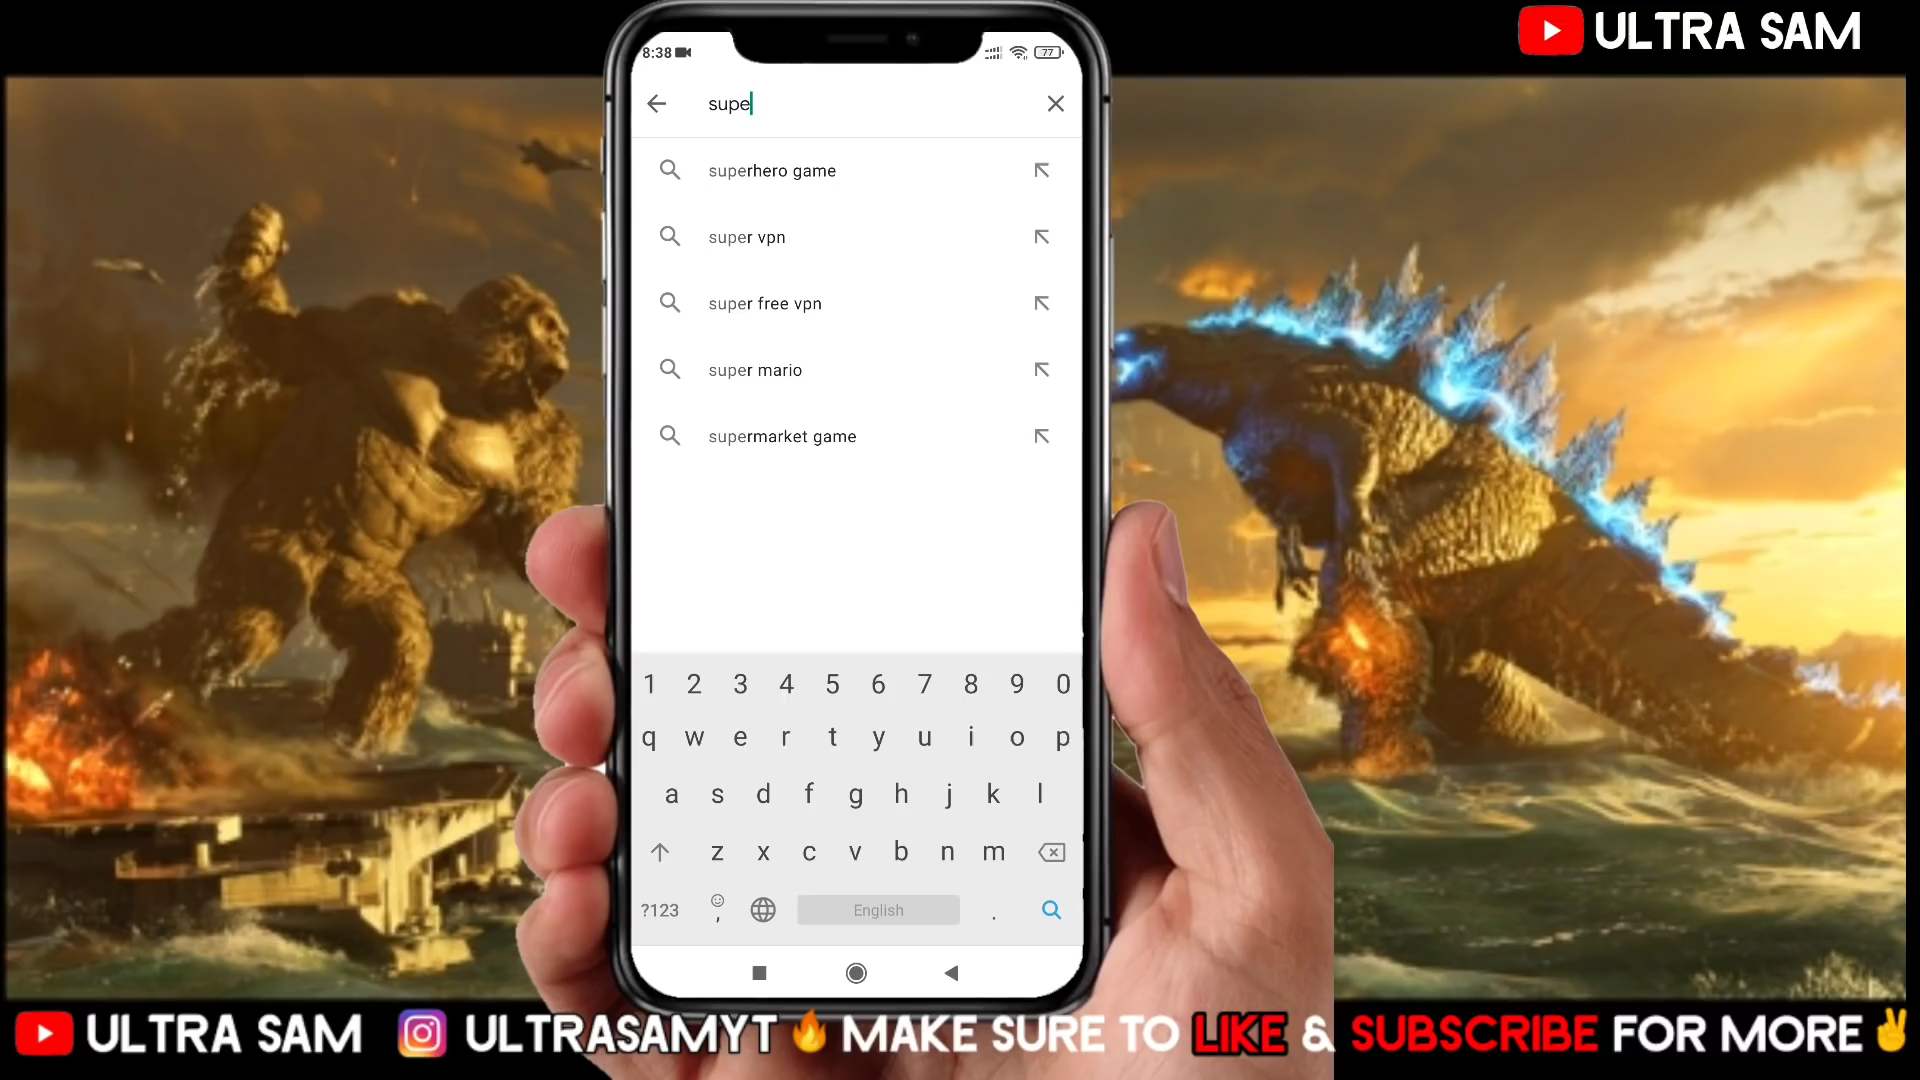 ULTRA SAM
8:38
77
supe
superhero game
super vpn
super free vpn
super mario
supermarket game
1 2 3 4 5 6 7 8 9 0
q w e r t y u i o p
a s d f g h j k l
z x c v b n m
?123 , English .
ULTRA SAM ULTRASAMYT 🔥 MAKE SURE TO LIKE & SUBSCRIBE FOR MORE ✌